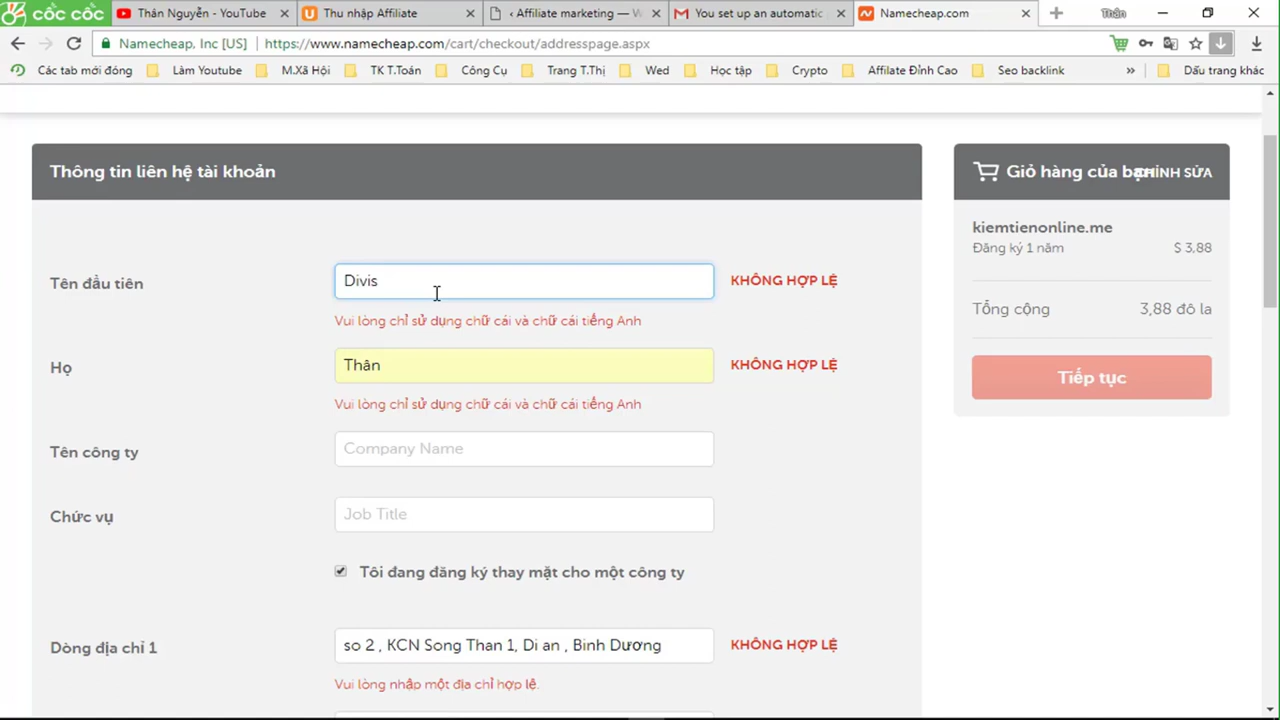 cốc cốc
Thân Nguyễn - YouTube
Thu nhập Affiliate
‹ Affiliate marketing — W
You set up an automatic
Namecheap.com
Thân
Namecheap, Inc [US]
https://www.namecheap.com/cart/checkout/addresspage.aspx
Các tab mới đóng
Làm Youtube
M.Xã Hội
TK T.Toán
Công Cụ
Trang T.Thị
Wed
Học tập
Crypto
Affilate Đỉnh Cao
Seo backlink
»
Dấu trang khác
Thông tin liên hệ tài khoản
Tên đầu tiên
Divis
KHÔNG HỢP LỆ
Vui lòng chỉ sử dụng chữ cái và chữ cái tiếng Anh
Họ
Thân
KHÔNG HỢP LỆ
Vui lòng chỉ sử dụng chữ cái và chữ cái tiếng Anh
Tên công ty
Company Name
Chức vụ
Job Title
Tôi đang đăng ký thay mặt cho một công ty
Dòng địa chỉ 1
so 2 , KCN Song Than 1, Di an , Binh Dương
KHÔNG HỢP LỆ
Vui lòng nhập một địa chỉ hợp lệ.
Giỏ hàng của bạn
CHỈNH SỬA
kiemtienonline.me
Đăng ký 1 năm
$ 3,88
Tổng cộng
3,88 đô la
Tiếp tục